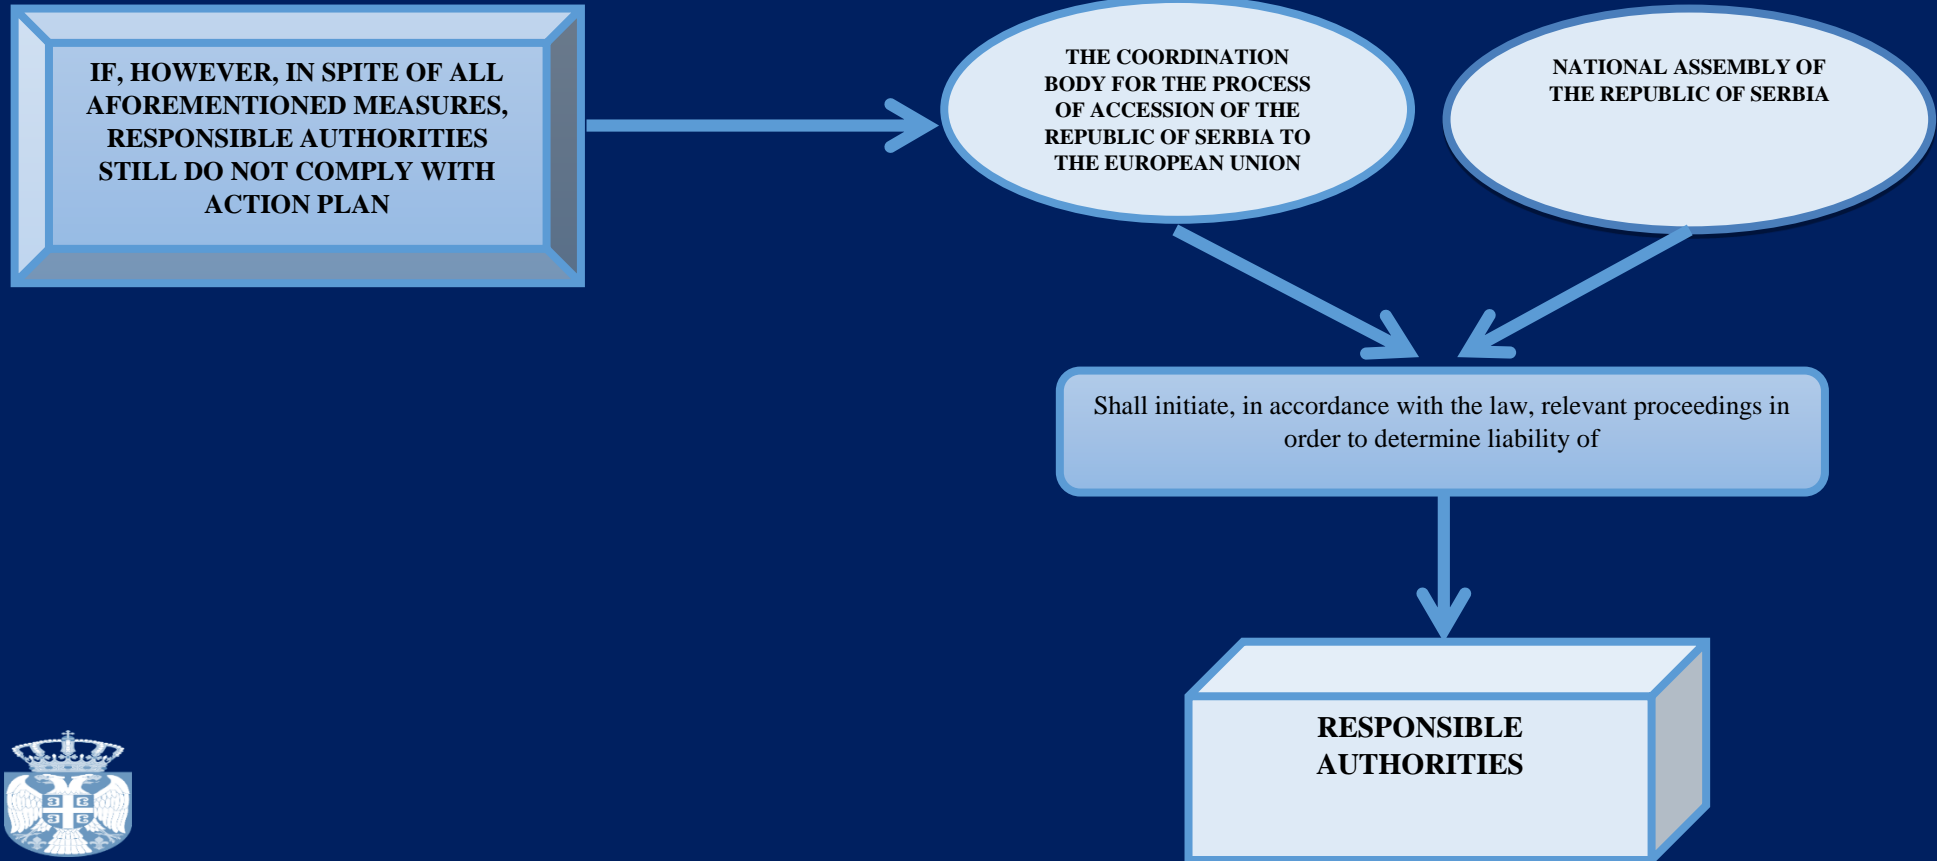 IF, HOWEVER, IN SPITE OF ALL
AFOREMENTIONED MEASURES,
RESPONSIBLE AUTHORITIES
STILL DO NOT COMPLY WITH
ACTION PLAN
THE COORDINATION
BODY FOR THE PROCESS
OF ACCESSION OF THE
REPUBLIC OF SERBIA TO
THE EUROPEAN UNION
NATIONAL ASSEMBLY OF
THE REPUBLIC OF SERBIA
Shall initiate, in accordance with the law, relevant proceedings in
order to determine liability of
RESPONSIBLE
AUTHORITIES